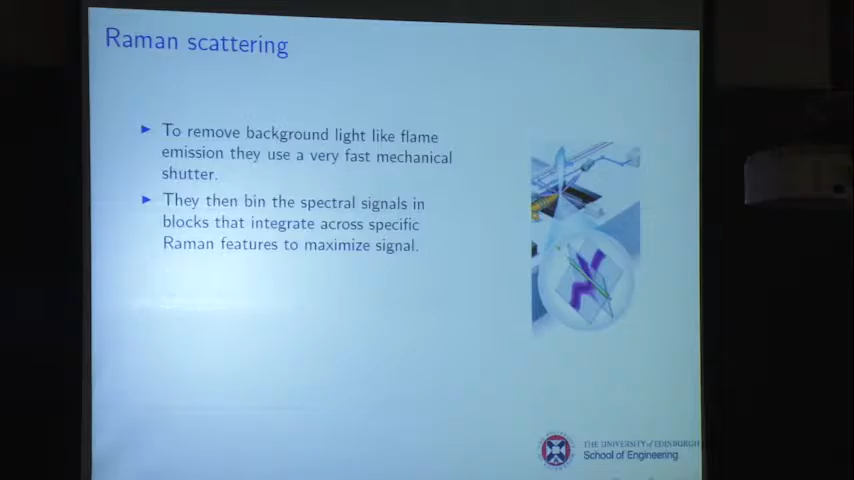 Raman scattering
To remove background light like flame
emission they use a very fast mechanical
shutter.
They then bin the spectral signals in
blocks that integrate across specific
Raman features to maximize signal.
THE UNIVERSITY of EDINBURGH
School of Engineering